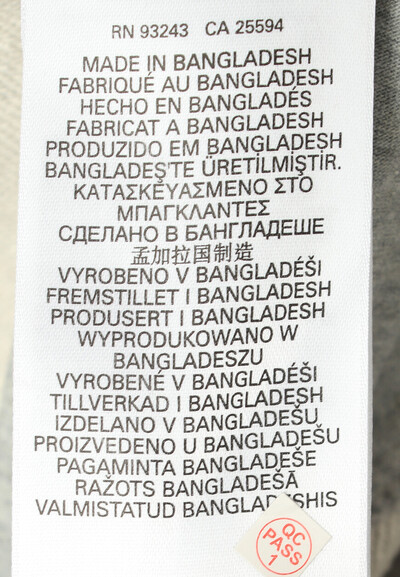 RN 93243 CA 25594
MADE IN BANGLADESH
FABRIQUÉ AU BANGLADESH
HECHO EN BANGLADÉS
FABRICAT A BANGLADESH
PRODUZIDO EM BANGLADESH
BANGLADEŞ'TE ÜRETİLMİŞTİR.
ΚΑΤΑΣΚΕΥΑΣΜΕΝΟ ΣΤΟ
ΜΠΑΓΚΛΑΝΤΕΣ
СДЕЛАНО В БАНГЛАДЕШЕ
孟加拉国制造
VYROBENO V BANGLADÉŠI
FREMSTILLET I BANGLADESH
PRODUSERT I BANGLADESH
WYPRODUKOWANO W
BANGLADESZU
VYROBENÉ V BANGLADÉŠI
TILLVERKAD I BANGLADESH
IZDELANO V BANGLADEŠU
PROIZVEDENO U BANGLADEŠU
PAGAMINTA BANGLADEŠE
RAŽOTS BANGLADEŠĀ
VALMISTATUD BANGLADESHIS
QC
PASS
1